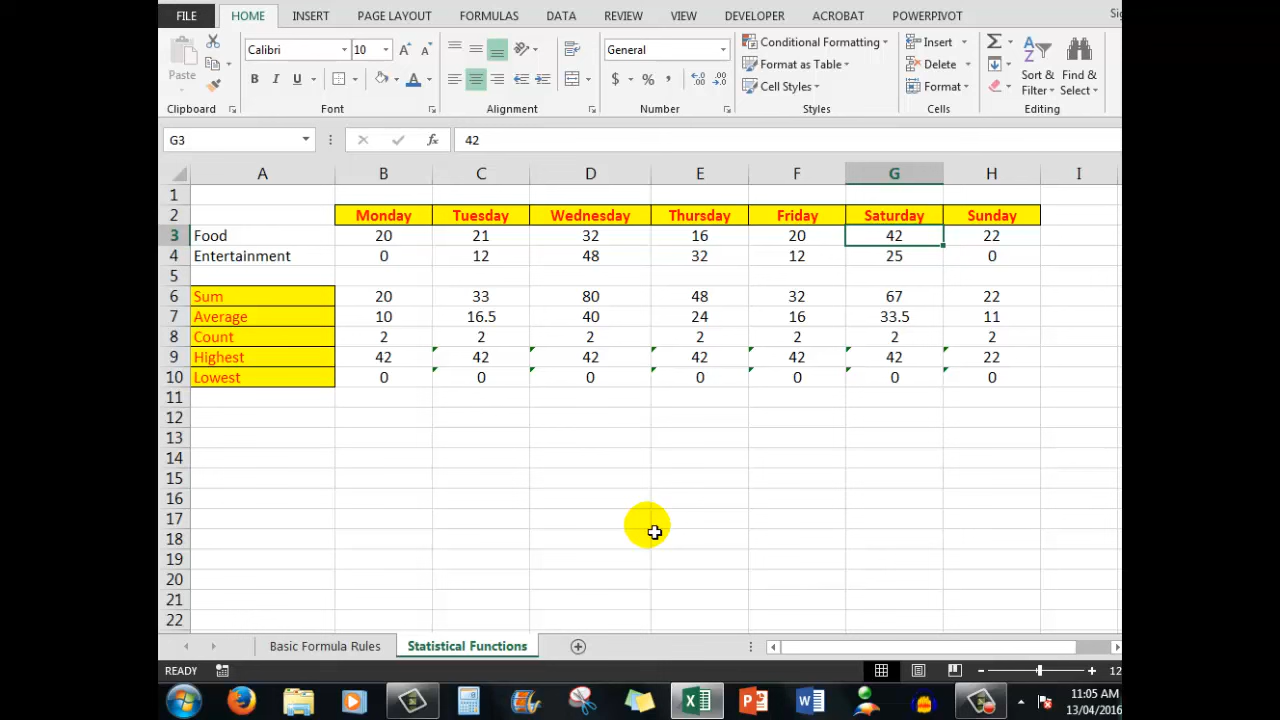 FILE HOME INSERT PAGE LAYOUT FORMULAS DATA REVIEW VIEW DEVELOPER ACROBAT POWERPIVOT
Calibri 10 A A General Conditional Formatting Insert
Paste B I U A $ % , Format as Table Delete Sort & Find &
Cell Styles Format Filter Select
Clipboard Font Alignment Number Styles Cells Editing
G3 fx 42
A B C D E F G H I
1
2 Monday Tuesday Wednesday Thursday Friday Saturday Sunday
3 Food 20 21 32 16 20 42 22
4 Entertainment 0 12 48 32 12 25 0
5
6 Sum 20 33 80 48 32 67 22
7 Average 10 16.5 40 24 16 33.5 11
8 Count 2 2 2 2 2 2 2
9 Highest 42 42 42 42 42 42 22
10 Lowest 0 0 0 0 0 0 0
11
12
13
14
15
16
17
18
19
20
21
22
Basic Formula Rules Statistical Functions
READY 12
11:05 AM
13/04/2016